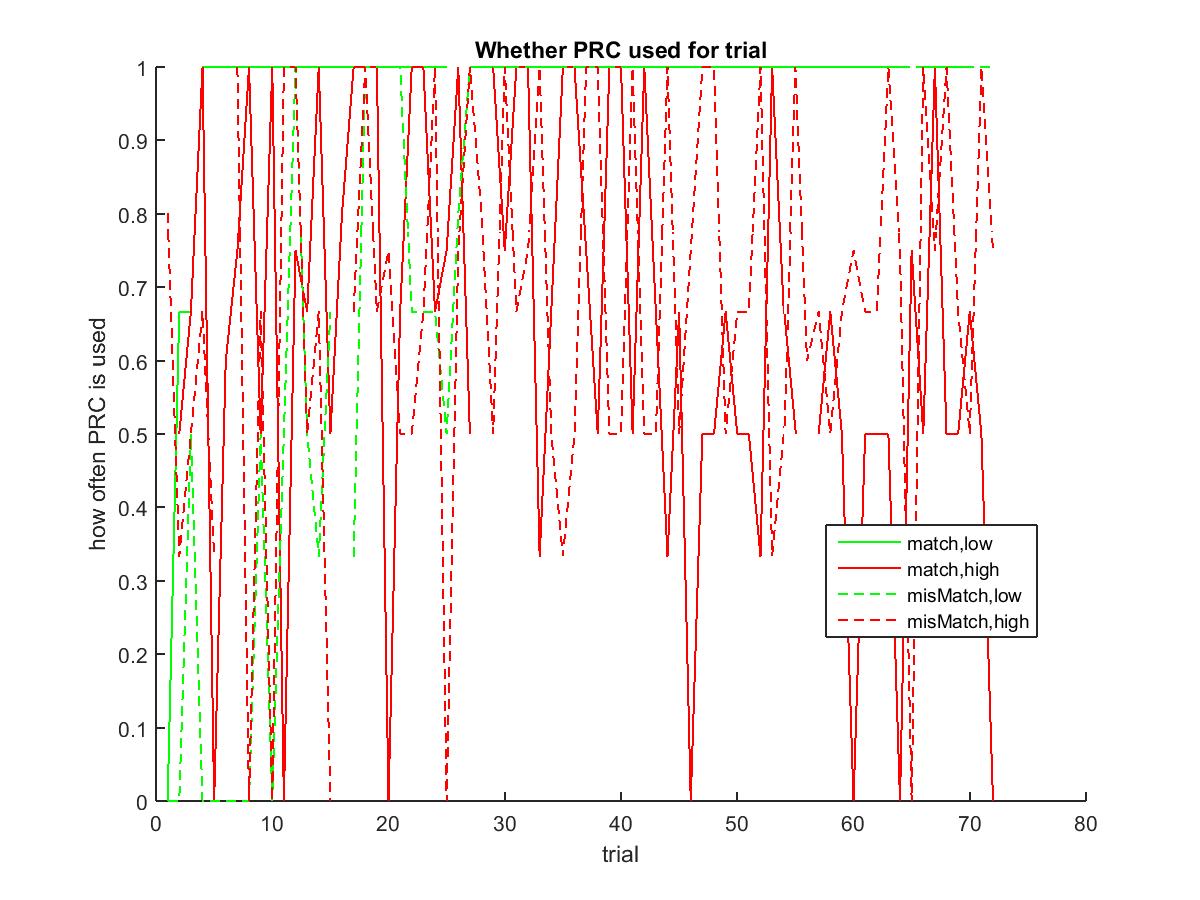 Whether PRC used for trial
how often PRC is used
1
0.9
0.8
0.7
0.6
0.5
0.4
0.3
0.2
0.1
0
match,low
match,high
misMatch,low
misMatch,high
0 10 20 30 40 50 60 70 80
trial